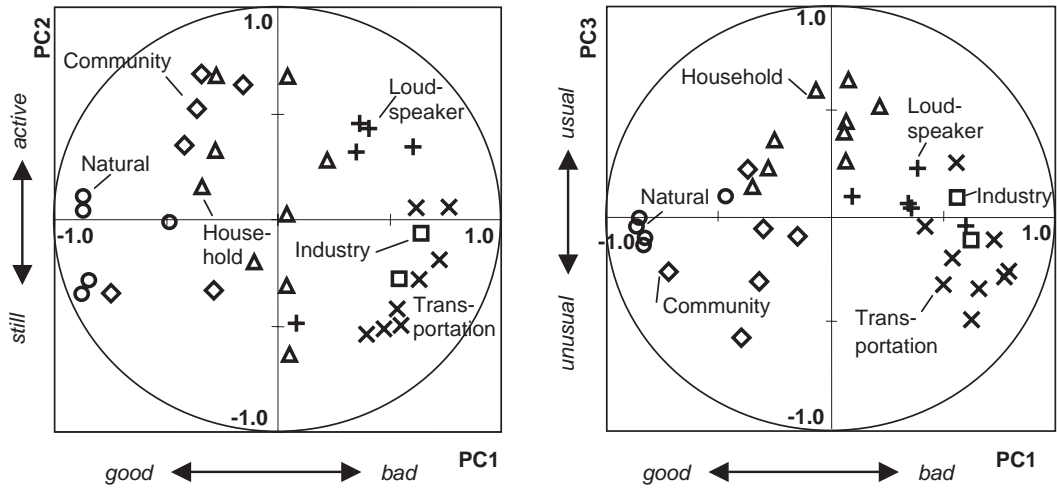 PC2
1.0
Community
Loud-
speaker
active
Natural
-1.0
1.0
House-
hold
Industry
Trans-
portation
still
-1.0
PC1
good
bad
PC3
1.0
Household
Loud-
speaker
usual
Natural
Industry
-1.0
1.0
Community
Trans-
portation
unusual
-1.0
PC1
good
bad